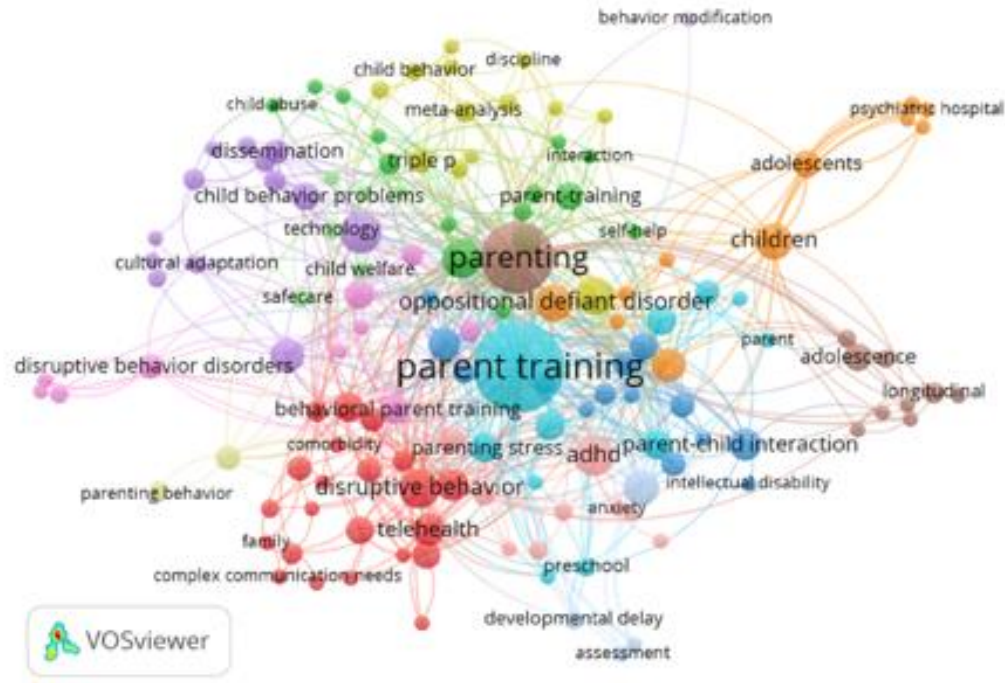 behavior modification
discipline
child behavior
child abuse
meta-analysis
psychiatric hospital
dissemination
triple p
interaction
adolescents
child behavior problems
parent-training
technology
self-help
children
cultural adaptation
child welfare
parenting
safecare
oppositional defiant disorder
parent
disruptive behavior disorders
parent training
adolescence
longitudinal
behavioral parent training
comorbidity
parenting stress
adhd
parent-child interaction
parenting behavior
disruptive behavior
intellectual disability
anxiety
telehealth
family
complex communication needs
preschool
developmental delay
assessment
VOSviewer